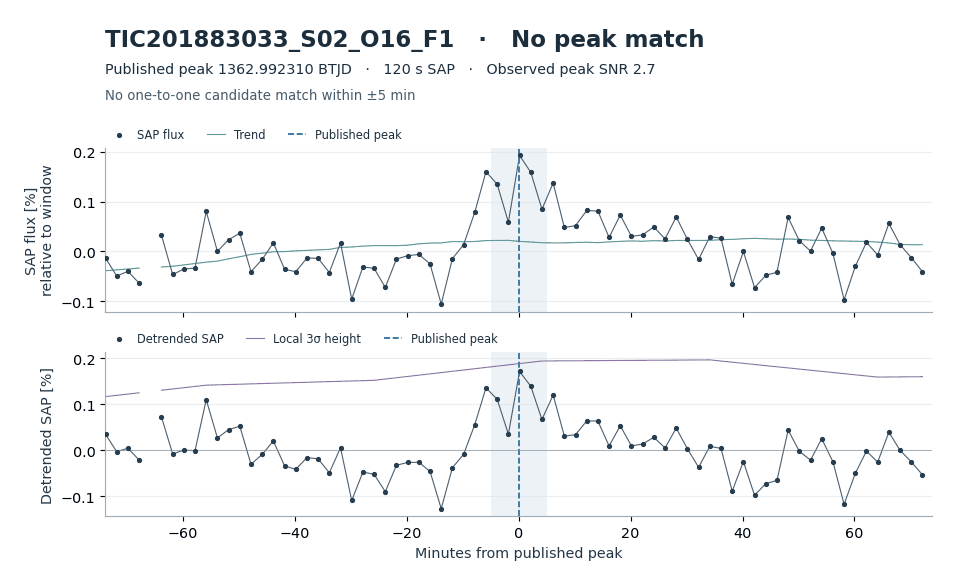 TIC201883033_S02_O16_F1 · No peak match
Published peak 1362.992310 BTJD · 120 s SAP · Observed peak SNR 2.7
No one-to-one candidate match within ±5 min
SAP flux Trend Published peak
SAP flux [%]
relative to window
0.2
0.1
0.0
−0.1
Detrended SAP Local 3σ height Published peak
Detrended SAP [%]
0.2
0.1
0.0
−0.1
−60 −40 −20 0 20 40 60
Minutes from published peak